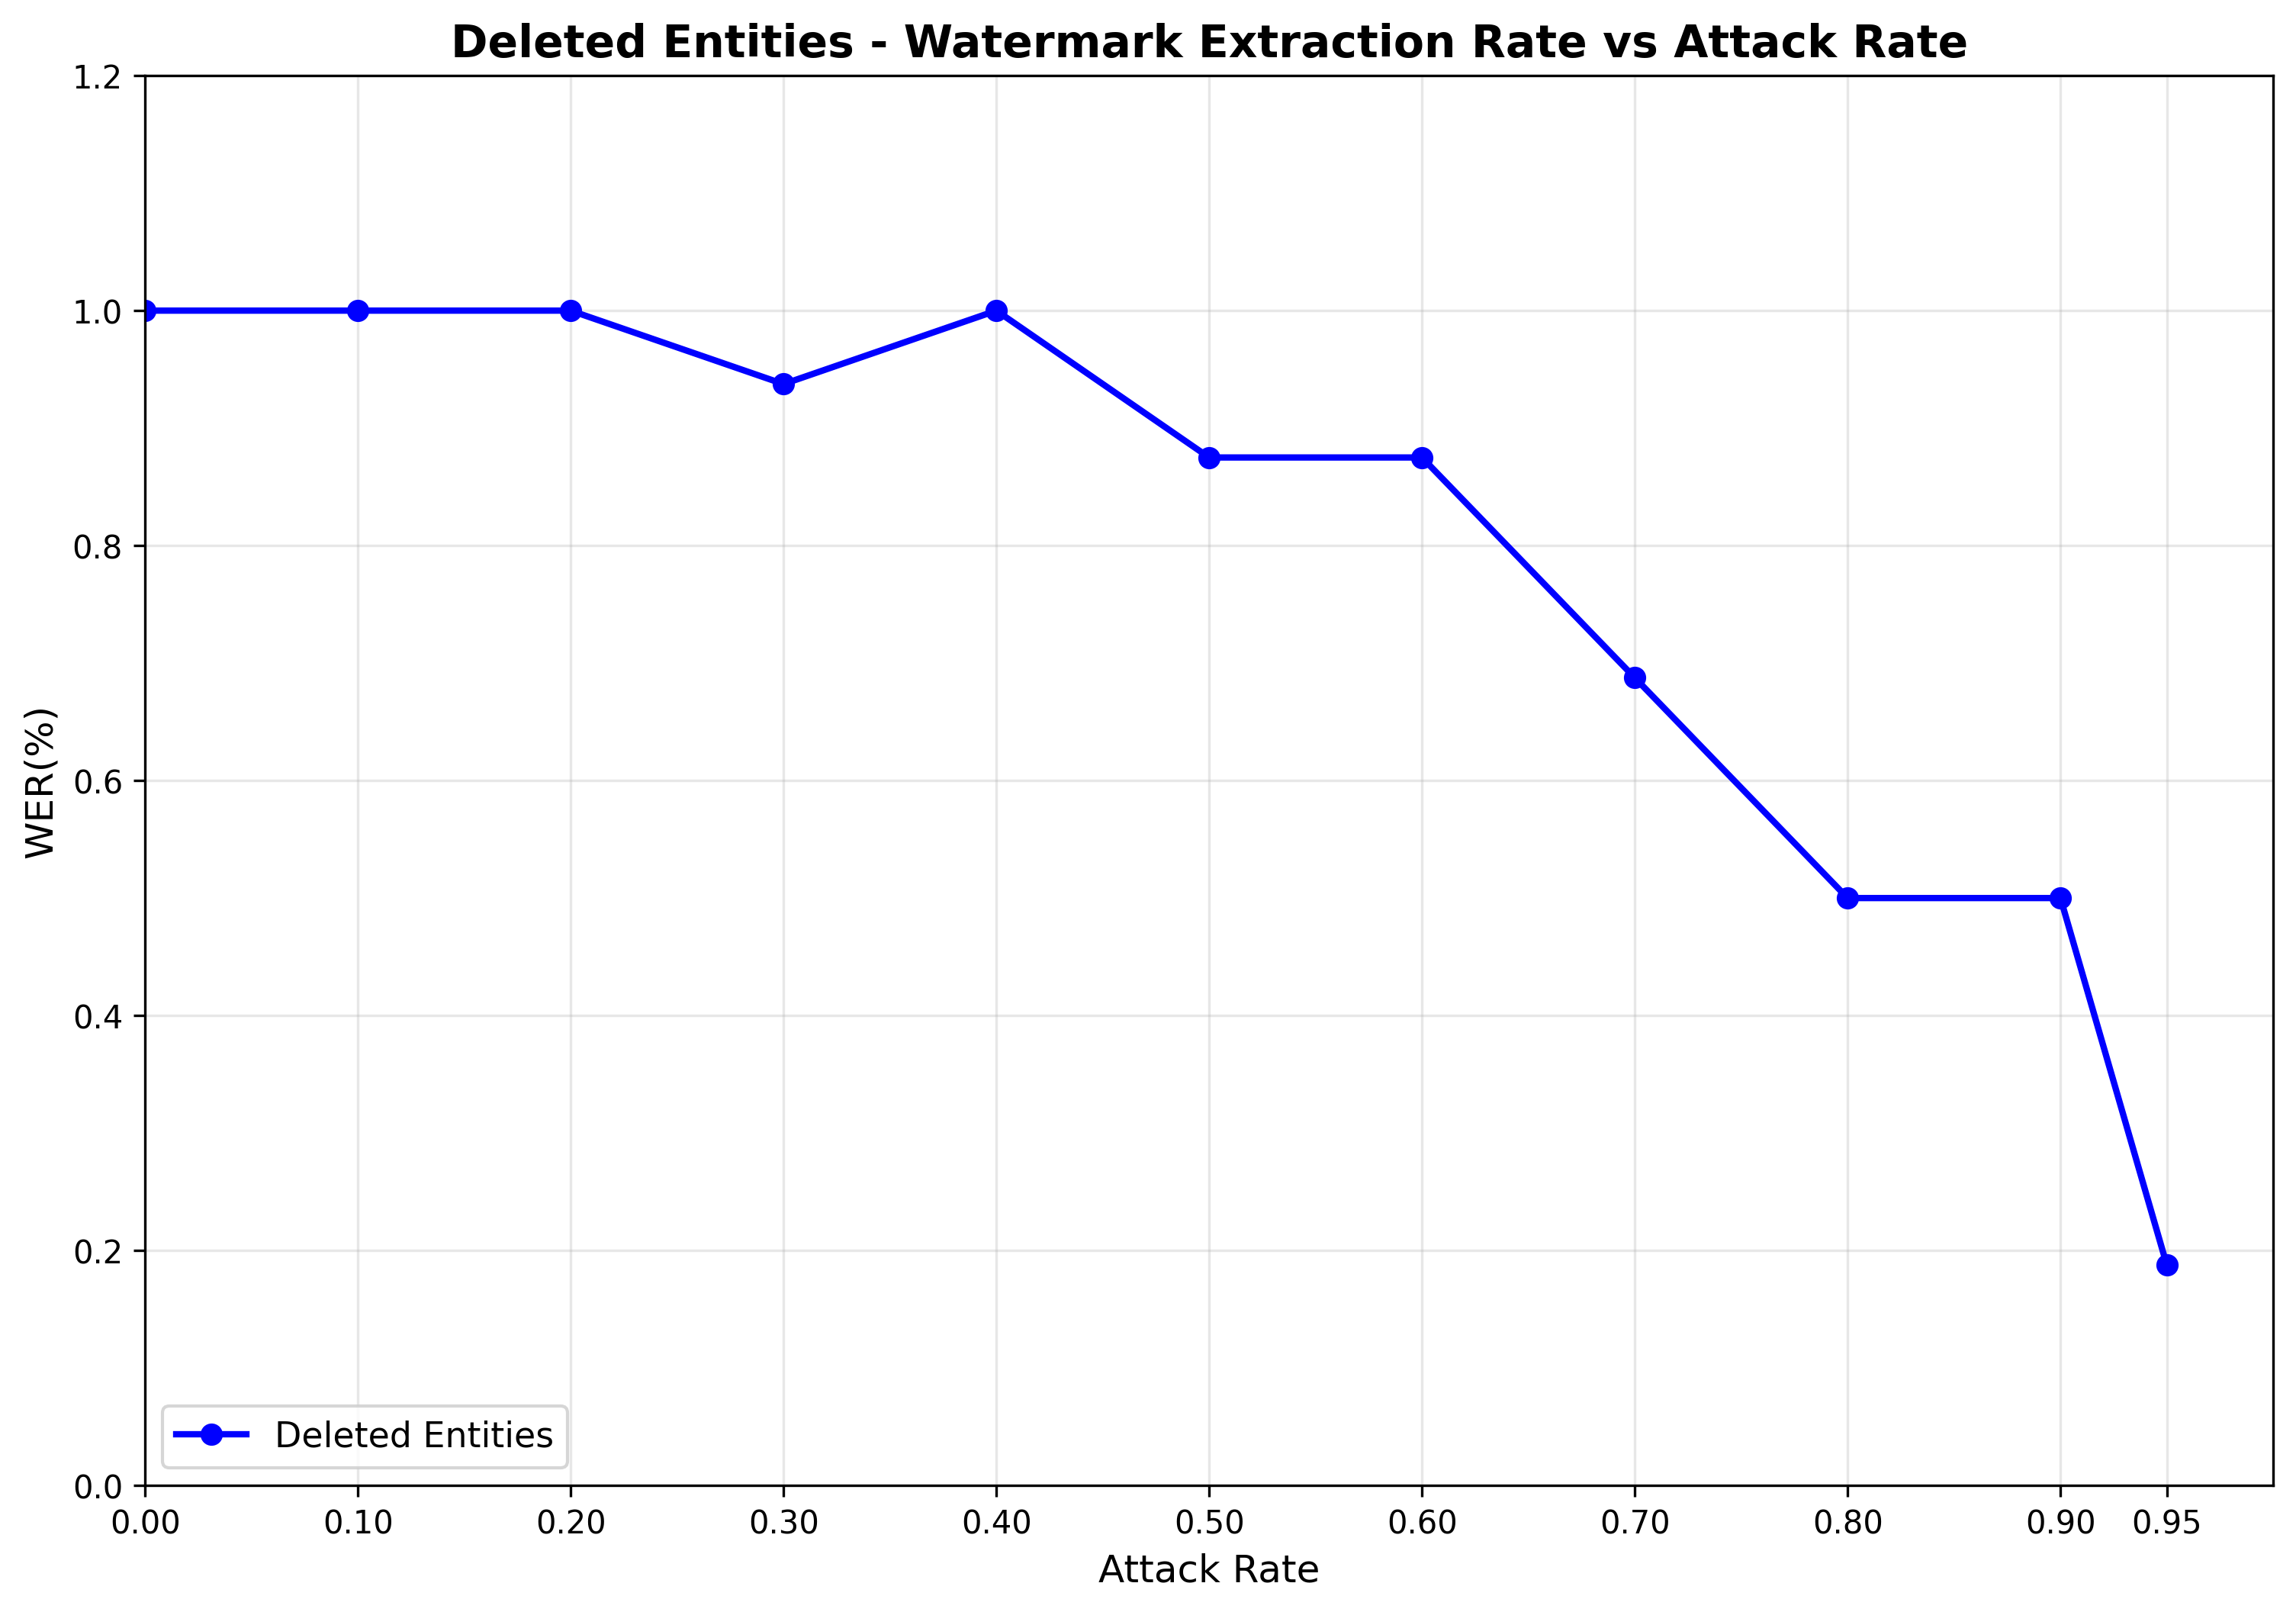 Deleted Entities - Watermark Extraction Rate vs Attack Rate
1.2
1.0
0.8
0.6
0.4
0.2
0.0
WER(%)
Deleted Entities
0.00 0.10 0.20 0.30 0.40 0.50 0.60 0.70 0.80 0.90 0.95
Attack Rate